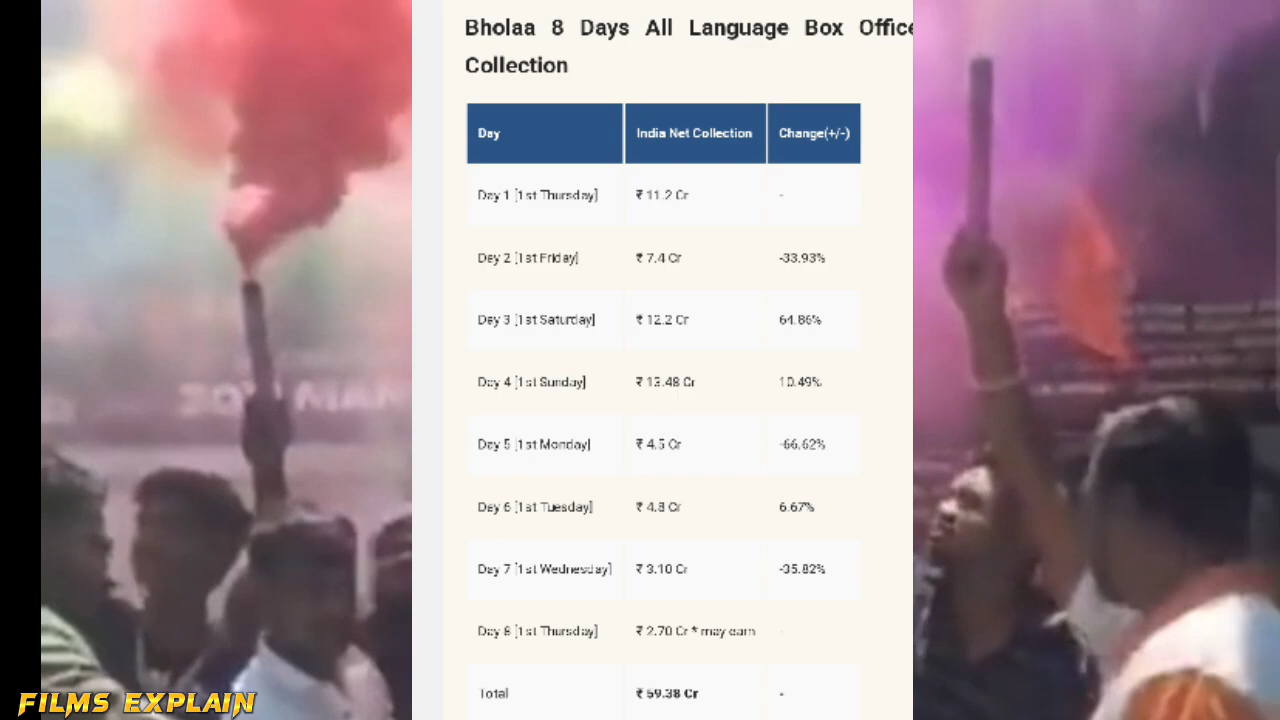 Bholaa 8 Days All Language Box Office
Collection
Day India Net Collection Change(+/-)
Day 1 [1st Thursday] ₹ 11.2 Cr -
Day 2 [1st Friday] ₹ 7.4 Cr -33.93%
Day 3 [1st Saturday] ₹ 12.2 Cr 64.86%
Day 4 [1st Sunday] ₹ 13.48 Cr 10.49%
Day 5 [1st Monday] ₹ 4.5 Cr -66.62%
Day 6 [1st Tuesday] ₹ 4.8 Cr 6.67%
Day 7 [1st Wednesday] ₹ 3.10 Cr -35.82%
Day 8 [1st Thursday] ₹ 2.70 Cr * may earn -
Total ₹ 59.38 Cr -
FILMS EXPLAIN